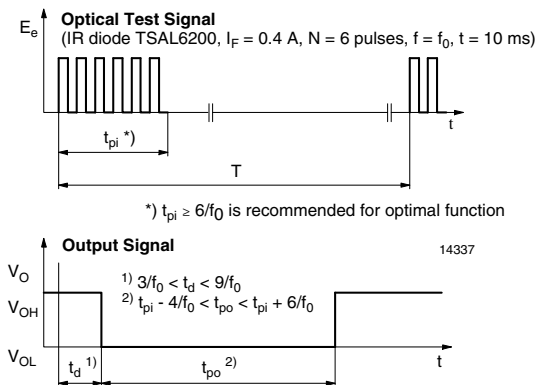 Optical Test Signal
Eₑ
(IR diode TSAL6200, I_F = 0.4 A, N = 6 pulses, f = f₀, t = 10 ms)
t
t_pi *)
T
*) t_pi ≥ 6/f₀ is recommended for optimal function
Output Signal
14337
V_O
V_OH
V_OL
1) 3/f₀ < t_d < 9/f₀
2) t_pi - 4/f₀ < t_po < t_pi + 6/f₀
t_d 1)
t_po 2)
t